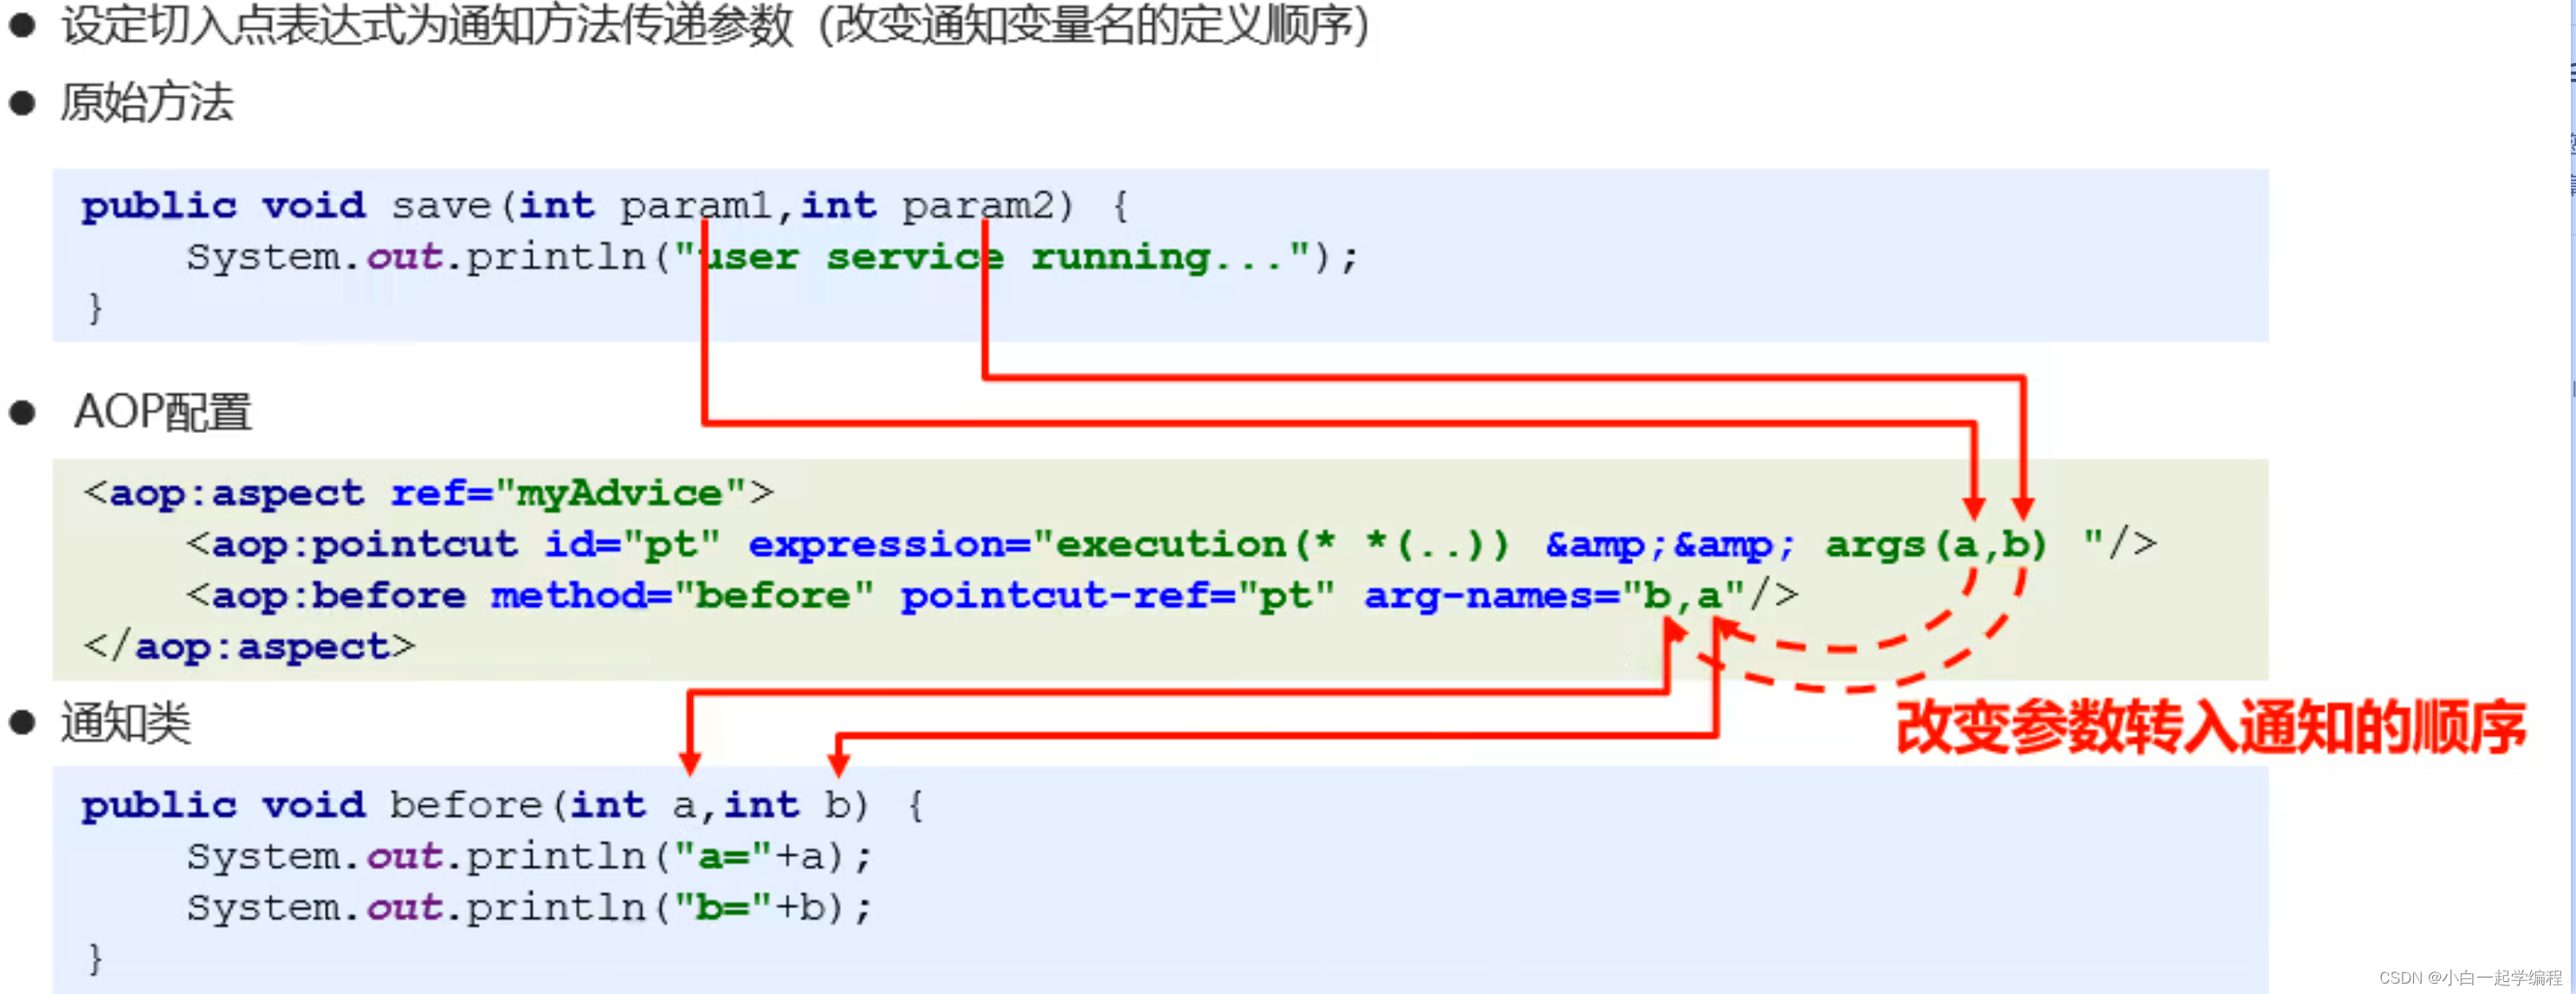 ● 设定切入点表达式为通知方法传递参数（改变通知变量名的定义顺序）
● 原始方法
public void save(int param1,int param2) {
    System.out.println("user service running...");
}
● AOP配置
<aop:aspect ref="myAdvice">
    <aop:pointcut id="pt" expression="execution(* *(..)) &amp;&amp; args(a,b) "/>
    <aop:before method="before" pointcut-ref="pt" arg-names="b,a"/>
</aop:aspect>
● 通知类
改变参数转入通知的顺序
public void before(int a,int b) {
    System.out.println("a="+a);
    System.out.println("b="+b);
}
CSDN @小白一起学编程